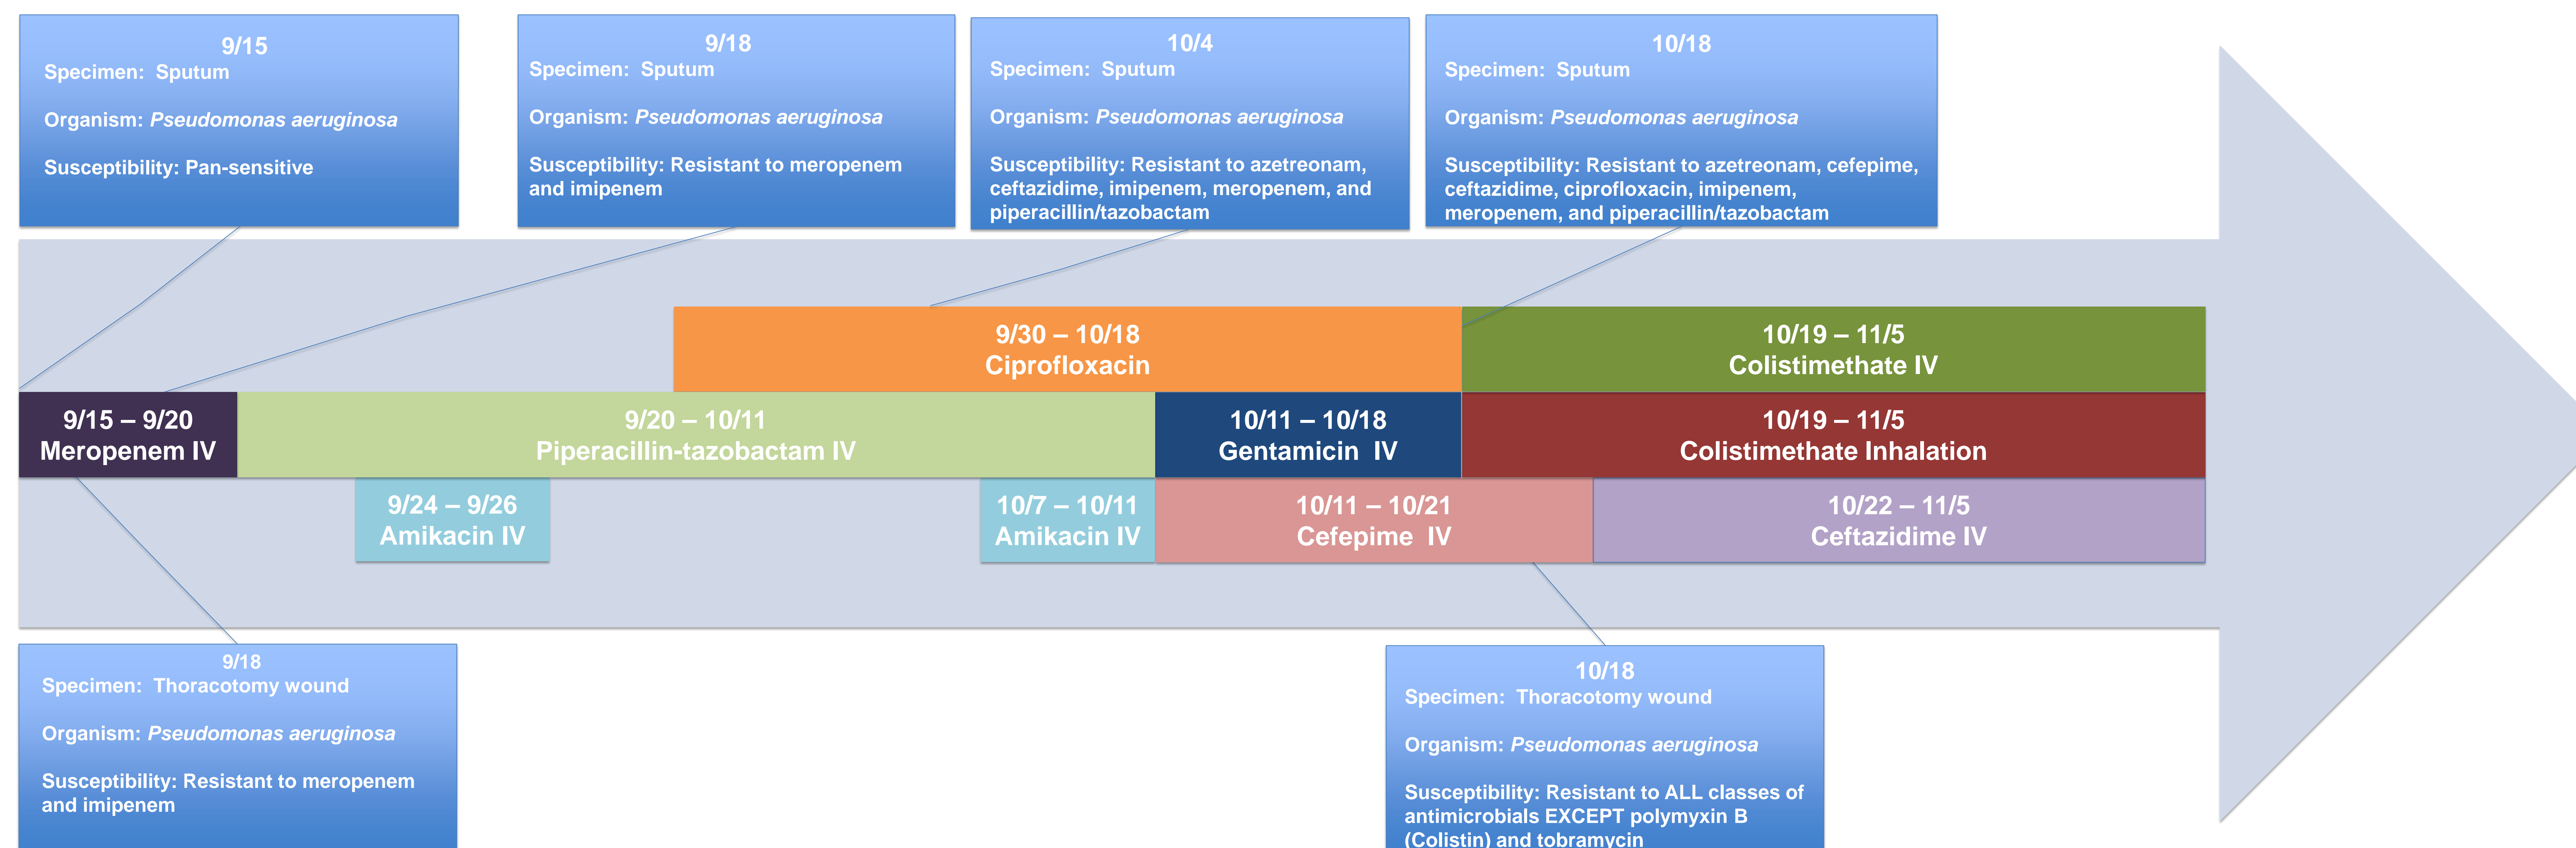 9/15
Specimen:  Sputum
Organism: Pseudomonas aeruginosa
Susceptibility: Pan-sensitive
9/18
Specimen:  Sputum
Organism: Pseudomonas aeruginosa
Susceptibility: Resistant to meropenem
and imipenem
10/4
Specimen:  Sputum
Organism: Pseudomonas aeruginosa
Susceptibility: Resistant to azetreonam,
ceftazidime, imipenem, meropenem, and
piperacillin/tazobactam
10/18
Specimen:  Sputum
Organism: Pseudomonas aeruginosa
Susceptibility: Resistant to azetreonam, cefepime,
ceftazidime, ciprofloxacin, imipenem,
meropenem, and piperacillin/tazobactam
9/30 – 10/18
Ciprofloxacin
10/19 – 11/5
Colistimethate IV
9/15 – 9/20
Meropenem IV
9/20 – 10/11
Piperacillin-tazobactam IV
10/11 – 10/18
Gentamicin  IV
10/19 – 11/5
Colistimethate Inhalation
9/24 – 9/26
Amikacin IV
10/7 – 10/11
Amikacin IV
10/11 – 10/21
Cefepime  IV
10/22 – 11/5
Ceftazidime IV
9/18
Specimen:  Thoracotomy wound
Organism: Pseudomonas aeruginosa
Susceptibility: Resistant to meropenem
and imipenem
10/18
Specimen:  Thoracotomy wound
Organism: Pseudomonas aeruginosa
Susceptibility: Resistant to ALL classes of
antimicrobials EXCEPT polymyxin B
(Colistin) and tobramycin